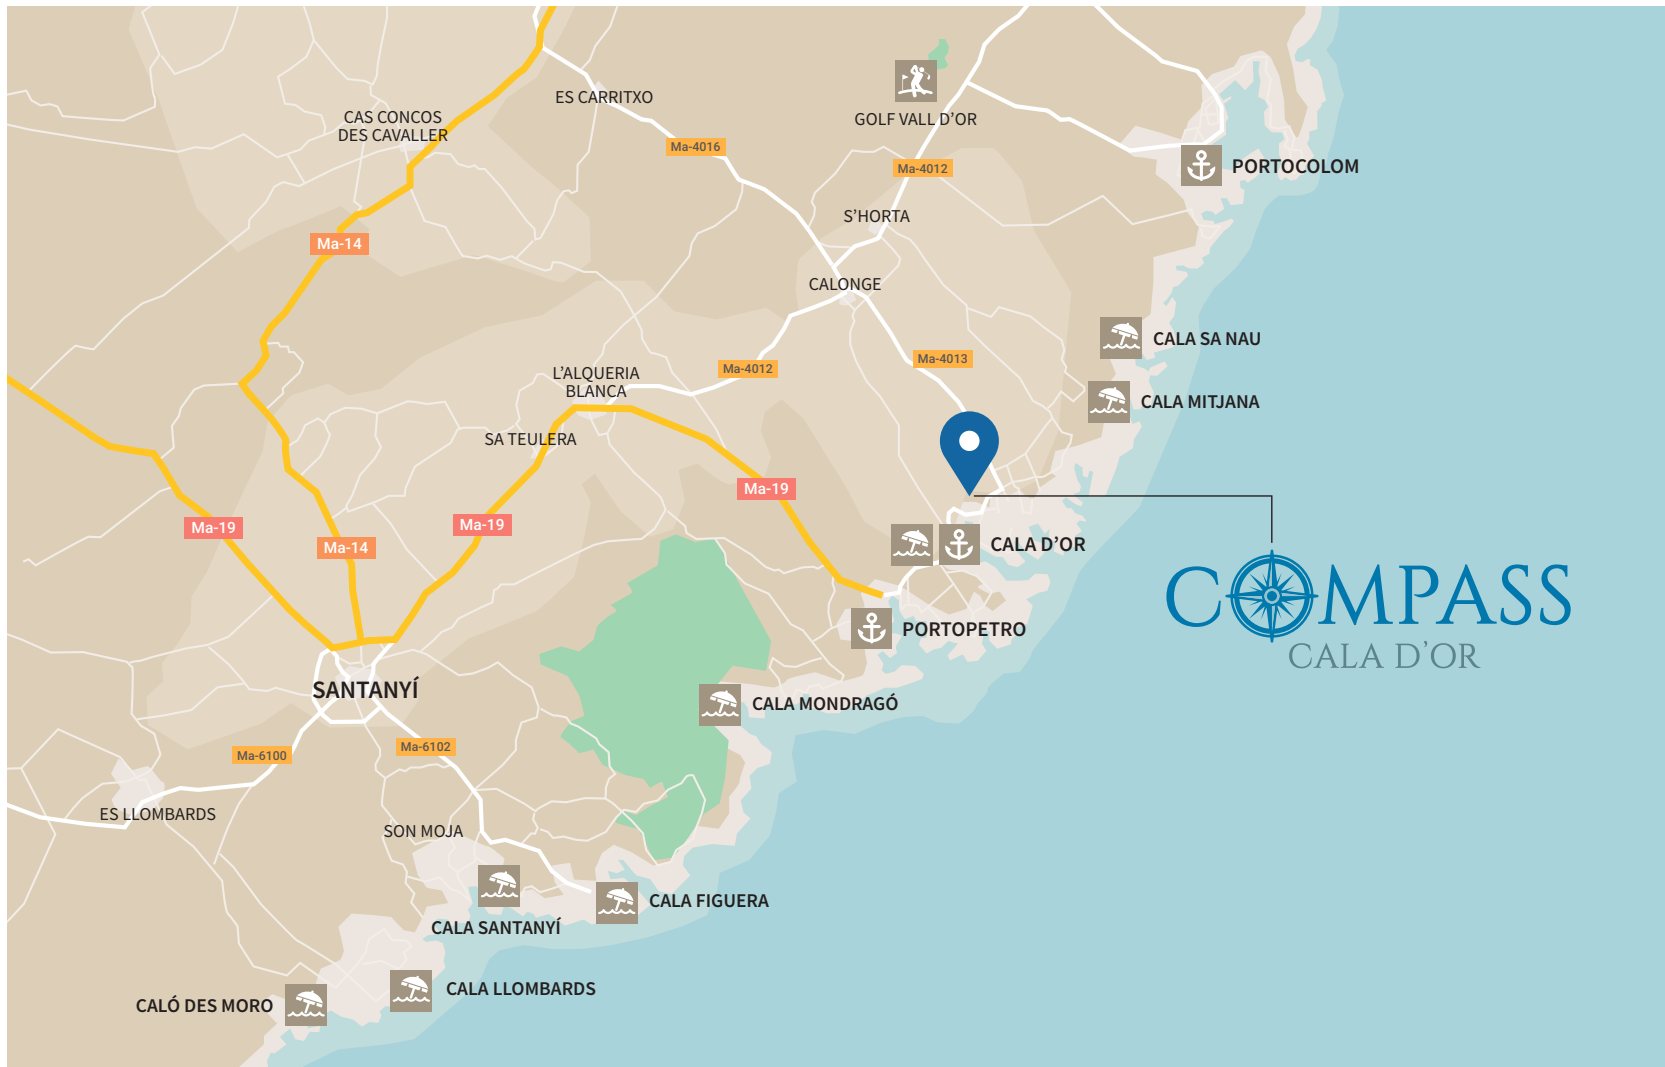 ES CARRITXO
CAS CONCOS
DES CAVALLER
GOLF VALL D'OR
Ma-4016
Ma-4012
PORTOCOLOM
S'HORTA
Ma-14
CALONGE
CALA SA NAU
Ma-4013
Ma-4012
L'ALQUERIA
BLANCA
CALA MITJANA
SA TEULERA
Ma-19
Ma-19
Ma-19
Ma-14
CALA D'OR
COMPASS
CALA D'OR
PORTOPETRO
SANTANYÍ
CALA MONDRAGÓ
Ma-6102
Ma-6100
ES LLOMBARDS
SON MOJA
CALA FIGUERA
CALA SANTANYÍ
CALA LLOMBARDS
CALÓ DES MORO